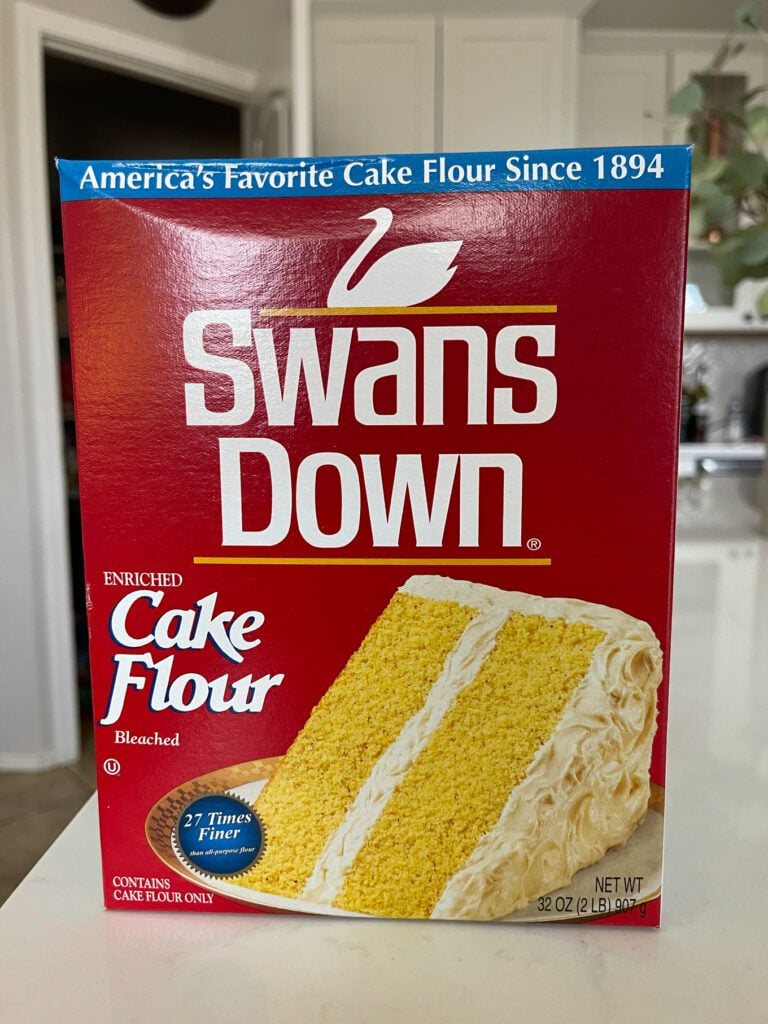 America's Favorite Cake Flour Since 1894
Swans
Down®
ENRICHED
Cake
Flour
Bleached
U
27 Times
Finer
than all-purpose flour
CONTAINS
CAKE FLOUR ONLY
NET WT
32 OZ (2 LB) 907 g